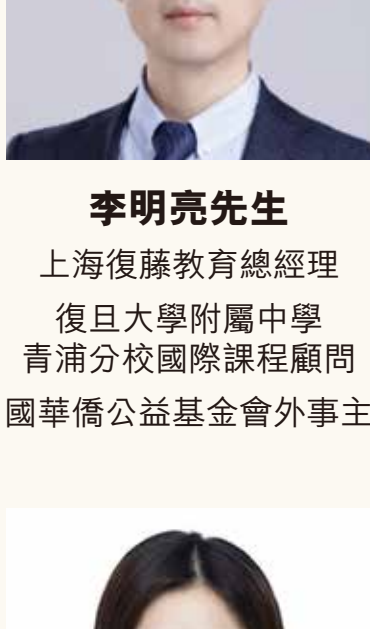 李明亮先生
上海復藤教育總經理
復旦大學附屬中學
青浦分校國際課程顧問
國華僑公益基金會外事主